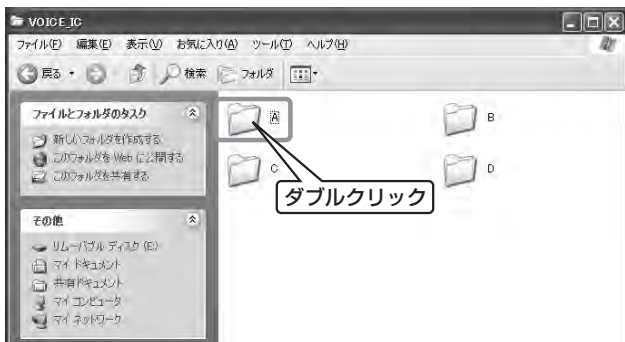 VOICE_IC
ファイル(F) 編集(E) 表示(V) お気に入り(A) ツール(T) ヘルプ(H)
戻る 検索 フォルダ
ファイルとフォルダのタスク
新しいフォルダを作成する
このフォルダを Web に公開する
このフォルダを共有する
A B
C D
ダブルクリック
その他
リムーバブル ディスク (E:)
マイ ドキュメント
共有ドキュメント
マイ コンピュータ
マイ ネットワーク